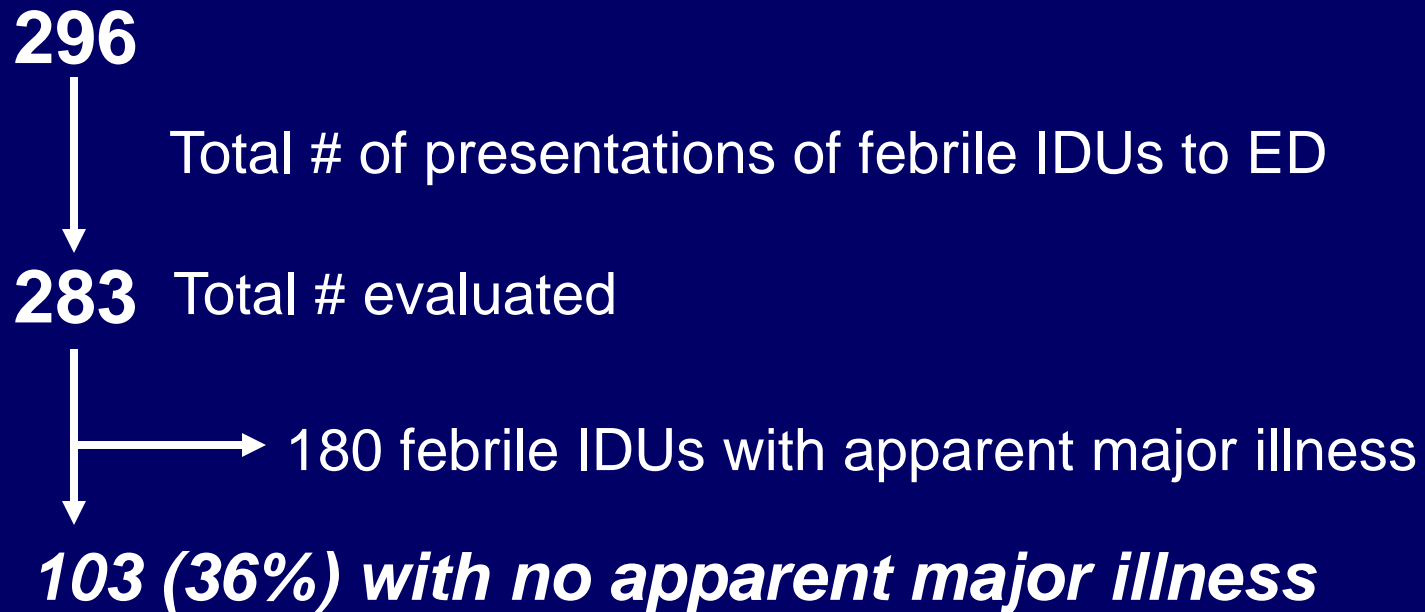 296
Total # of presentations of febrile IDUs to ED
283 Total # evaluated
180 febrile IDUs with apparent major illness
103 (36%) with no apparent major illness